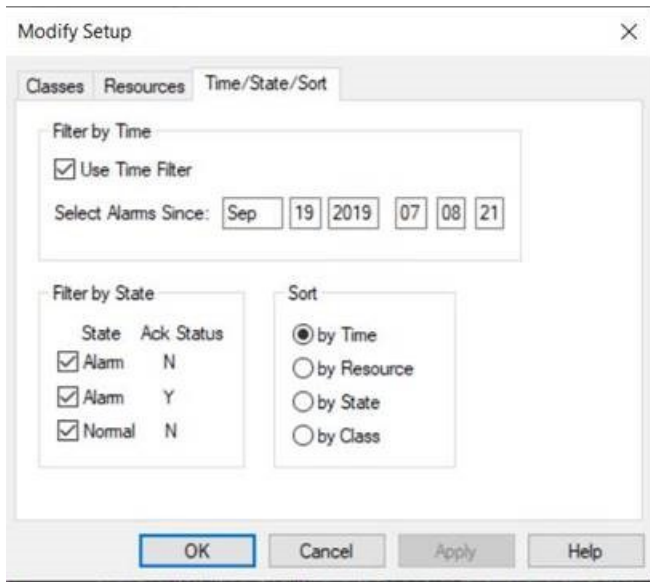 Modify Setup
Classes Resources Time/State/Sort
Filter by Time
Use Time Filter
Select Alarms Since: Sep 19 2019 07 08 21
Filter by State
State Ack Status
Alarm N
Alarm Y
Normal N
Sort
by Time
by Resource
by State
by Class
OK Cancel Apply Help